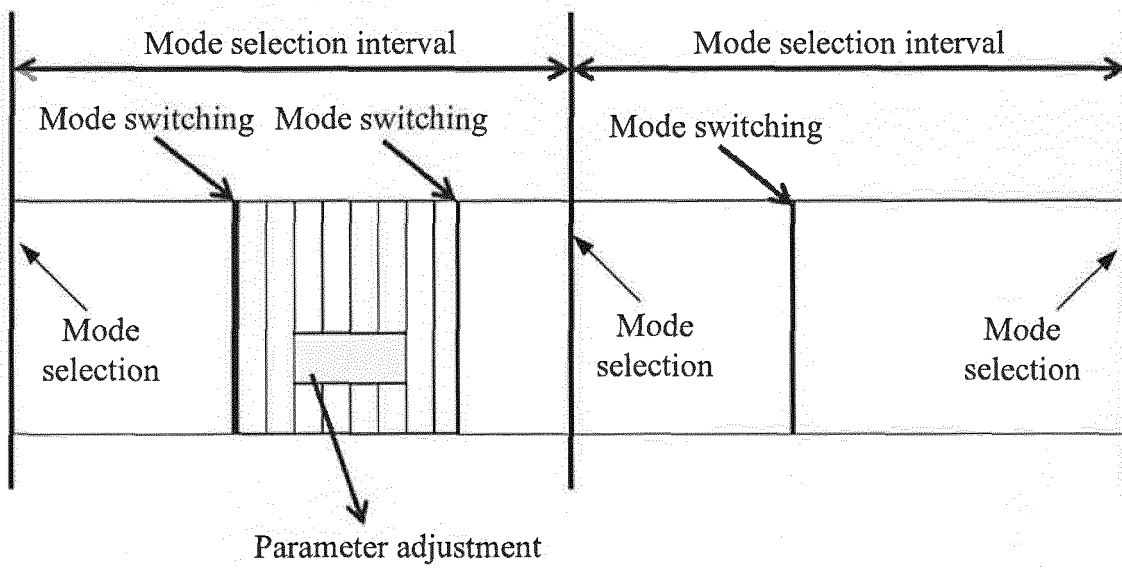 Mode selection interval
Mode selection interval
Mode switching
Mode switching
Mode switching
Mode
selection
Mode
selection
Mode
selection
Parameter adjustment